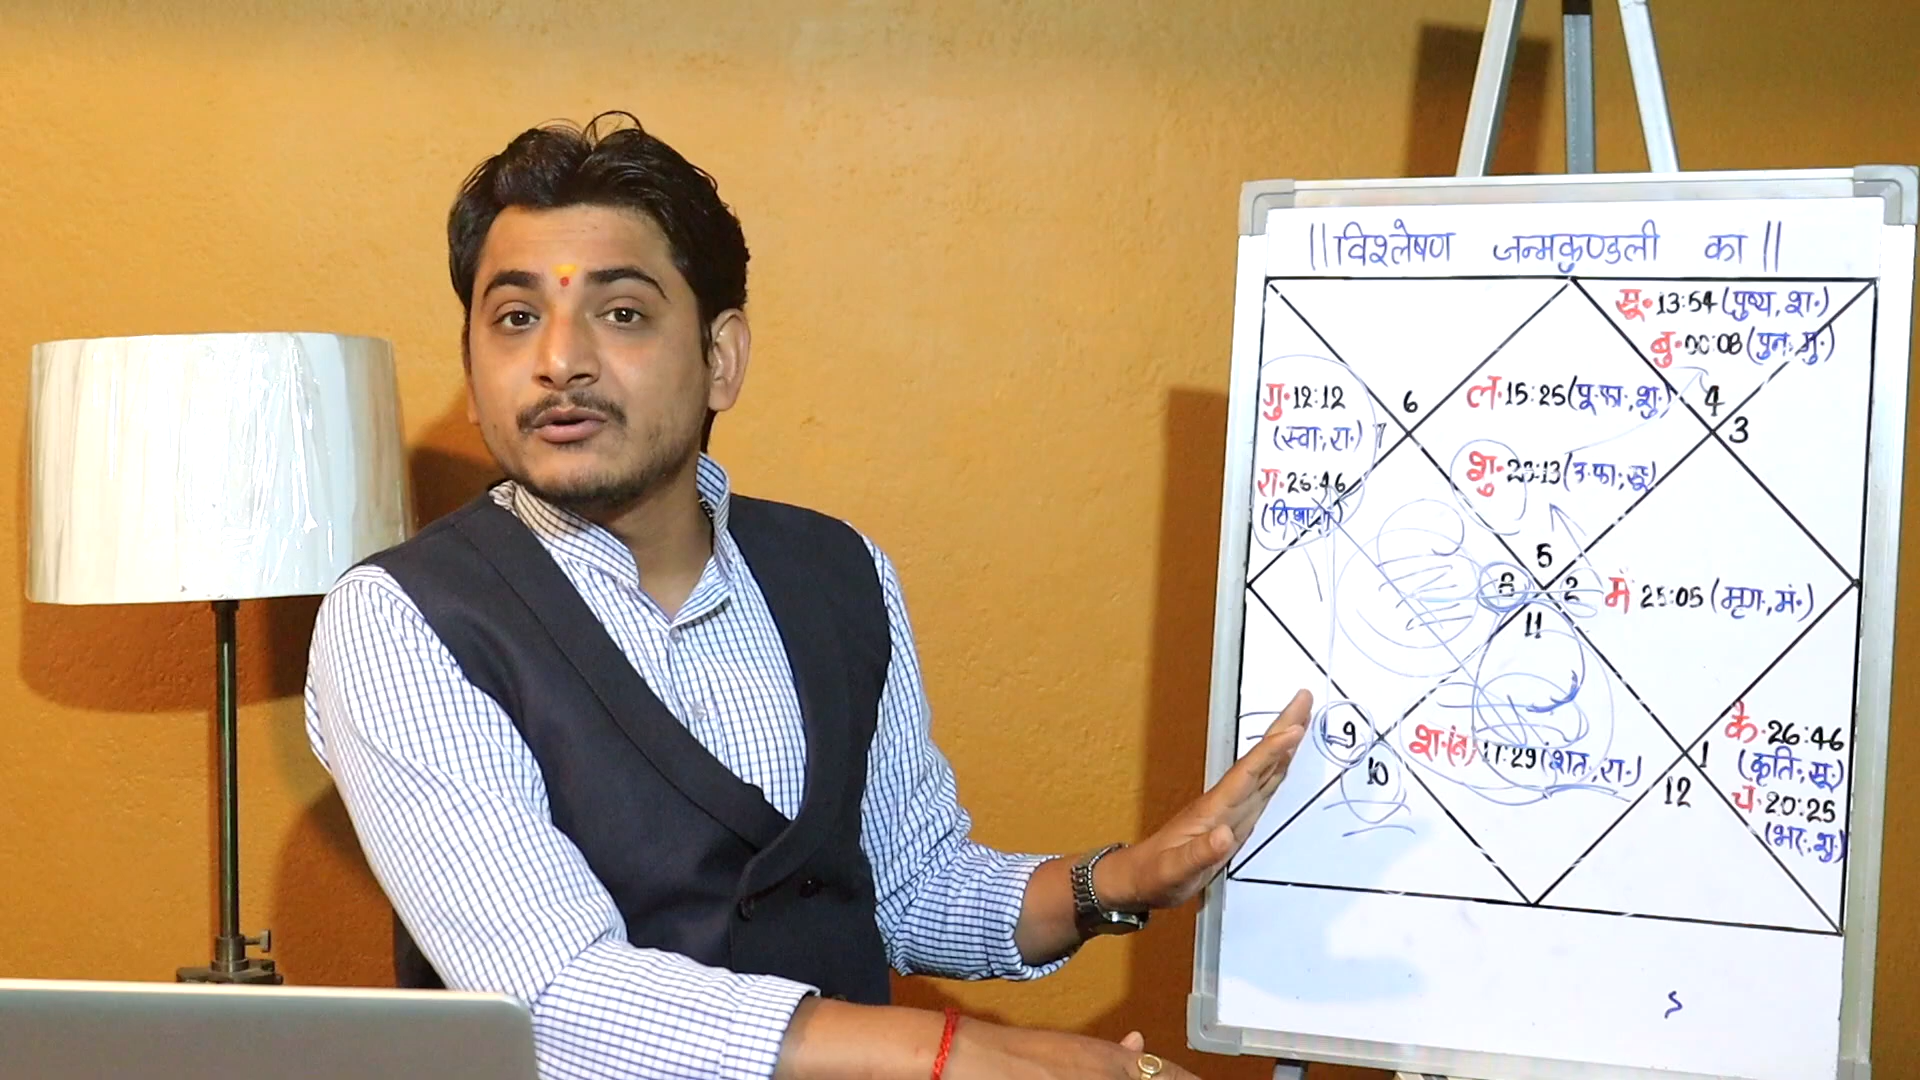 ||विश्लेषण जन्मकुण्डली का||
सू॰13:54(पुष्य,श॰)
बु॰00:08(पुन॰,गु॰)
गु॰12:12
(स्वा॰,रा॰)
7
6
ल॰15:25(पू.फा॰,शु॰)
4
3
रा॰26:46
शु॰23:13(उ.फा॰,सू॰)
5
8
2
मं 25:05(मृग॰,मं॰)
11
9
10
श॰(व) 17:29(शत॰,रा॰)
1
12
के॰26:46
(कृति॰,सू॰)
चं॰20:25
(भर॰,शु॰)